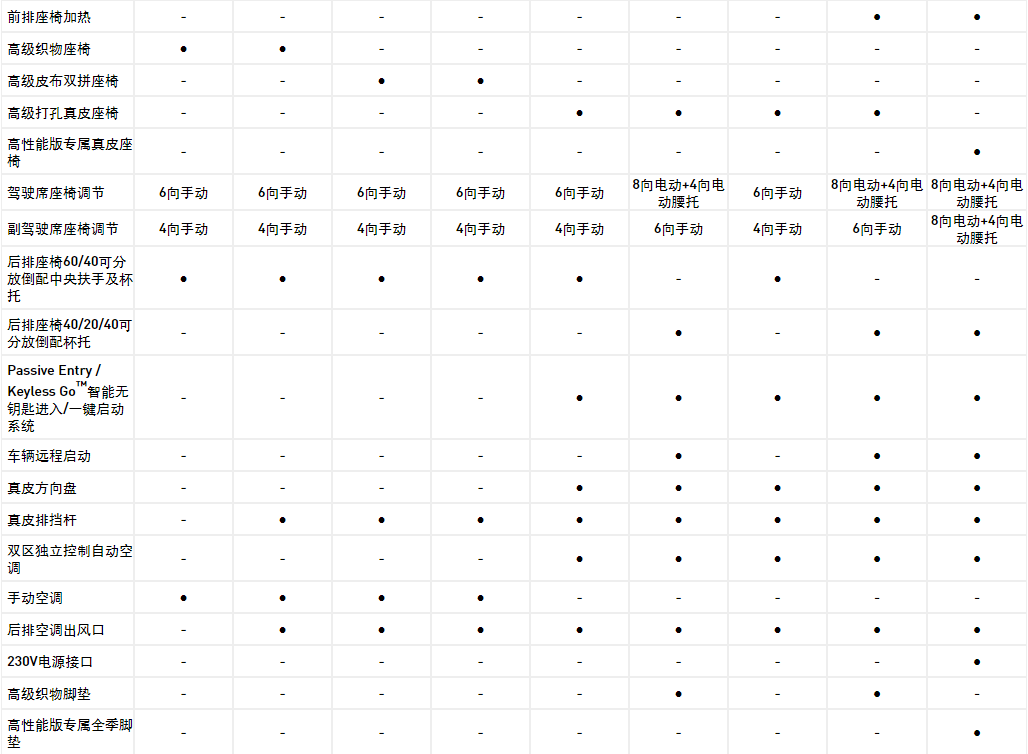 前排座椅加热 - - - - - - - ● ●
高级织物座椅 ● ● - - - - - - -
高级皮布双拼座椅 - - ● ● - - - - -
高级打孔真皮座椅 - - - - ● ● ● ● -
高性能版专属真皮座
椅 - - - - - - - - ●
驾驶席座椅调节 6向手动 6向手动 6向手动 6向手动 6向手动 8向电动+4向电 6向手动 8向电动+4向电 8向电动+4向电
动腰托 动腰托 动腰托
副驾驶席座椅调节 4向手动 4向手动 4向手动 4向手动 4向手动 6向手动 4向手动 6向手动 8向电动+4向电
动腰托
后排座椅60/40可分
放倒配中央扶手及杯 ● ● ● ● ● - ● - -
托
后排座椅40/20/40可
分放倒配杯托 - - - - - ● - ● ●
Passive Entry /
Keyless Go™智能无
钥匙进入/一键启动 - - - - ● ● ● ● ●
系统
车辆远程启动 - - - - - ● - ● ●
真皮方向盘 - - - - ● ● ● ● ●
真皮排挡杆 - ● ● ● ● ● ● ● ●
双区独立控制自动空
调 - - - - ● ● ● ● ●
手动空调 ● ● ● ● - - - - -
后排空调出风口 - ● ● ● ● ● ● ● ●
230V电源接口 - - - - - - - - ●
高级织物脚垫 - - - - - ● - ● -
高性能版专属全季脚
垫 - - - - - - - - ●